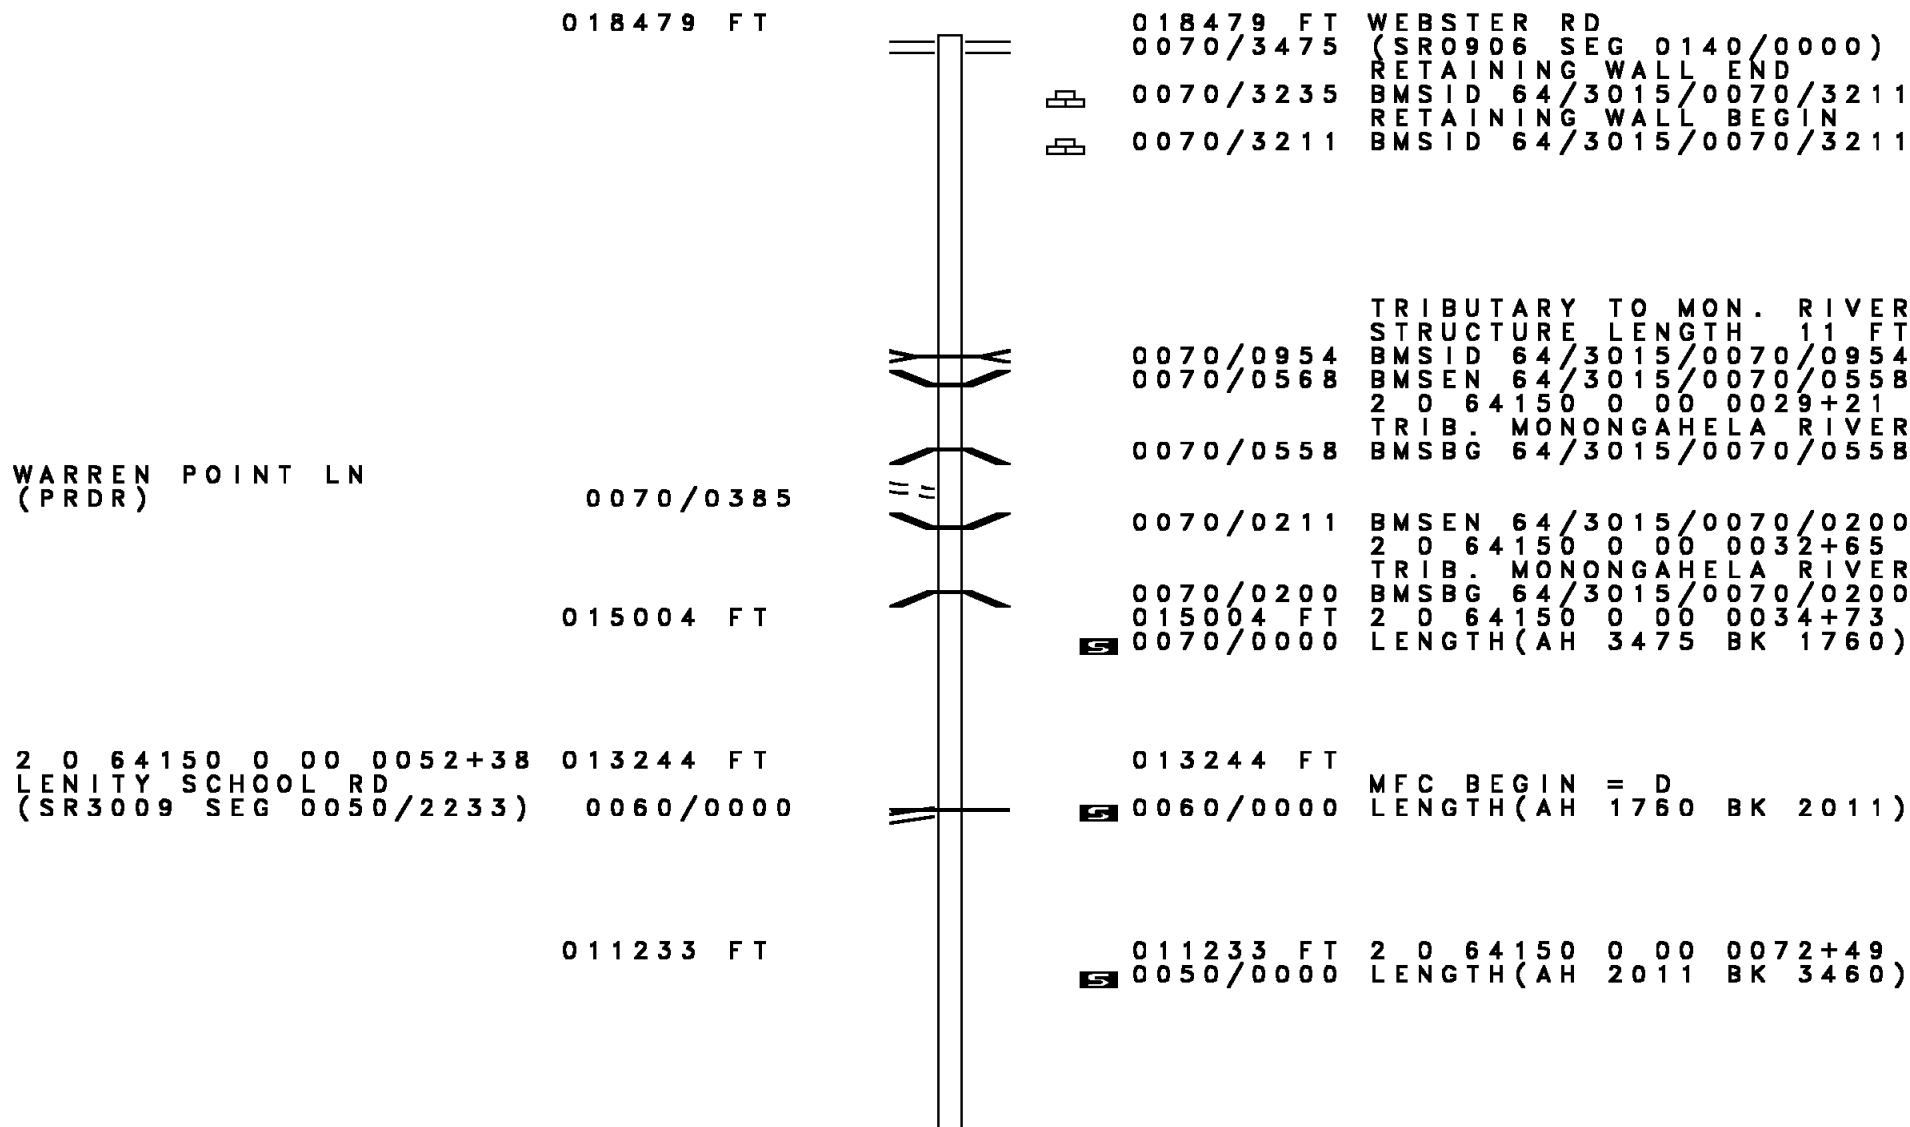 018479 FT 018479 FT WEBSTER RD
0070/3475 (SR0906 SEG 0140/0000)
RETAINING WALL END
0070/3235 BMSID 64/3015/0070/3211
RETAINING WALL BEGIN
0070/3211 BMSID 64/3015/0070/3211
TRIBUTARY TO MON. RIVER
STRUCTURE LENGTH 11 FT
0070/0954 BMSID 64/3015/0070/0954
0070/0568 BMSEN 64/3015/0070/0558
2 0 64150 0 00 0029+21
TRIB. MONONGAHELA RIVER
0070/0558 BMSBG 64/3015/0070/0558
WARREN POINT LN
(PRDR) 0070/0385
0070/0211 BMSEN 64/3015/0070/0200
2 0 64150 0 00 0032+65
TRIB. MONONGAHELA RIVER
0070/0200 BMSBG 64/3015/0070/0200
015004 FT 015004 FT 2 0 64150 0 00 0034+73
S 0070/0000 LENGTH(AH 3475 BK 1760)
2 0 64150 0 00 0052+38 013244 FT 013244 FT
LENITY SCHOOL RD MFC BEGIN = D
(SR3009 SEG 0050/2233) 0060/0000 S 0060/0000 LENGTH(AH 1760 BK 2011)
011233 FT 011233 FT 2 0 64150 0 00 0072+49
S 0050/0000 LENGTH(AH 2011 BK 3460)